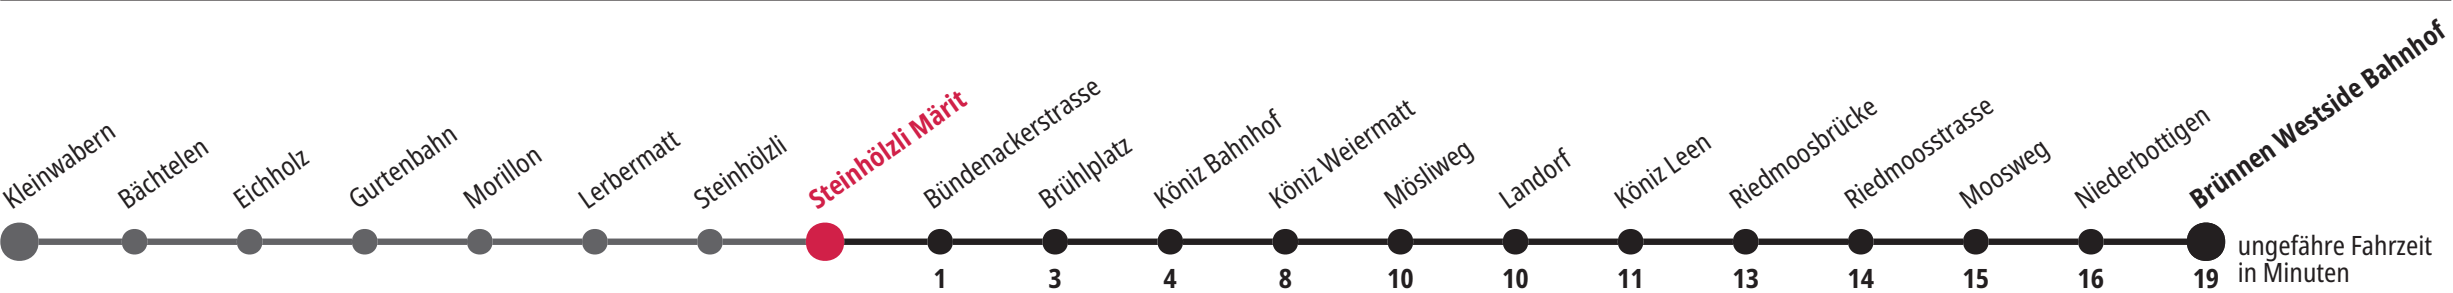 Kleinwabern
Bächtelen
Eichholz
Gurtenbahn
Morillon
Lerbermatt
Steinhölzli
Steinhölzli Märit
Bündenackerstrasse
Brühlplatz
Köniz Bahnhof
Köniz Weiermatt
Mösliweg
Landorf
Köniz Leen
Riedmoosbrücke
Riedmoosstrasse
Moosweg
Niederbottigen
Brünnen Westside Bahnhof
1 3 4 8 10 10 11 13 14 15 16 19
ungefähre Fahrzeit
in Minuten